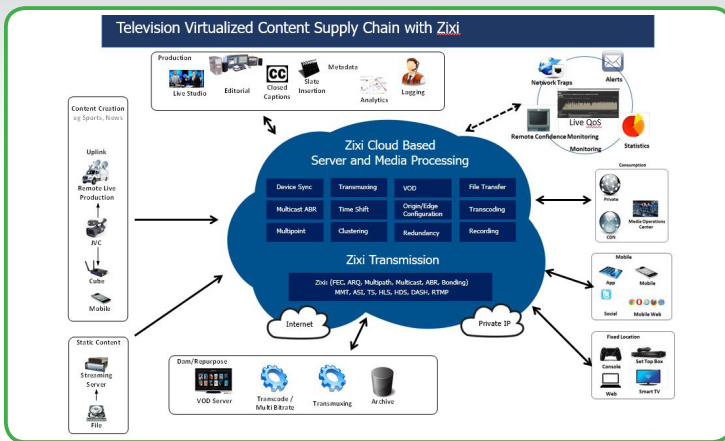 Television Virtualized Content Supply Chain with Zixi
Production
Live Studio
Editorial
CC
Closed
Captions
Slate
Insertion
Metadata
Analytics
Logging
Network Traps
Alerts
Live QoS
Remote Confidence Monitoring
Monitoring
Statistics
Content Creation
eg Sports, News
Uplink
Remote Live
Production
JVC
Cube
Mobile
Static Content
Streaming
Server
File
Zixi Cloud Based
Server and Media Processing
Device Sync
Transmuxing
VOD
File Transfer
Multicast ABR
Time Shift
Origin/Edge
Configuration
Transcoding
Multipoint
Clustering
Redundancy
Recording
Zixi Transmission
Zixi: (FEC, ARQ, Multipath, Multicast, ABR, Bonding)
MMT, ASI, TS, HLS, HDS, DASH, RTMP
Internet
Private IP
Consumption
Private
CDN
Media Operations
Center
Mobile
App
Mobile
Social
Mobile Web
Fixed Location
Console
Set Top Box
Web
Smart TV
Dam/Repurpose
VOD Server
Transcode /
Multi Bitrate
Transmuxing
Archive